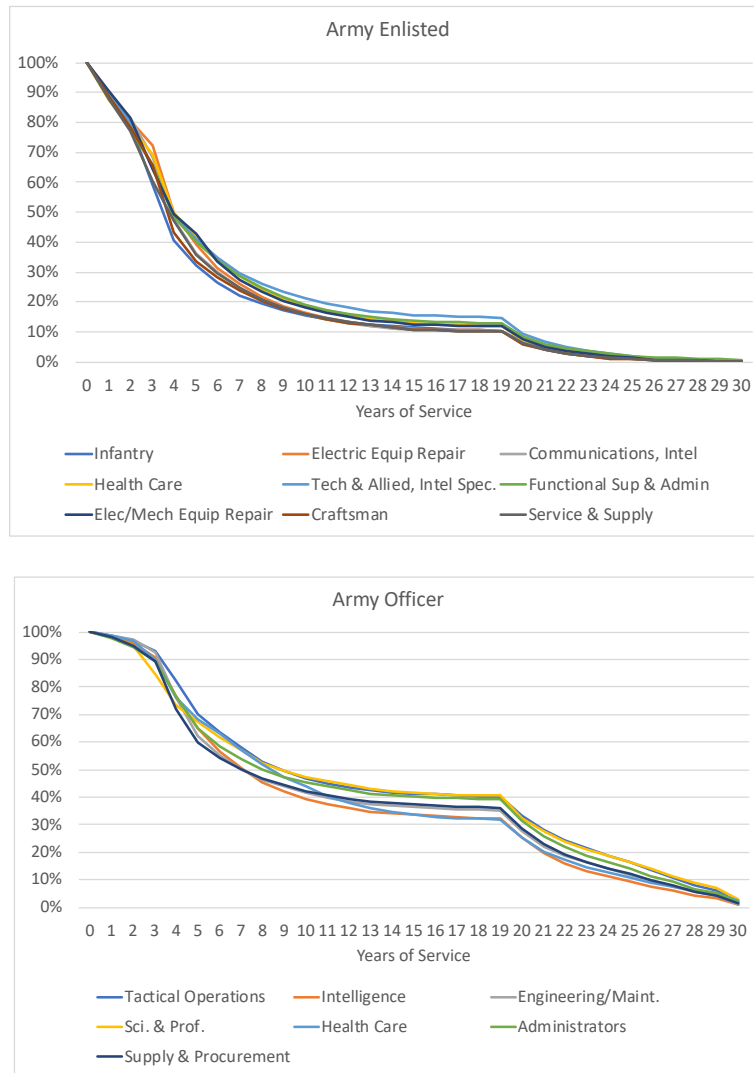 Army Enlisted
100%
90%
80%
70%
60%
50%
40%
30%
20%
10%
0%
0 1 2 3 4 5 6 7 8 9 10 11 12 13 14 15 16 17 18 19 20 21 22 23 24 25 26 27 28 29 30
Years of Service
Infantry Electric Equip Repair Communications, Intel
Health Care Tech & Allied, Intel Spec. Functional Sup & Admin
Elec/Mech Equip Repair Craftsman Service & Supply
Army Officer
100%
90%
80%
70%
60%
50%
40%
30%
20%
10%
0%
0 1 2 3 4 5 6 7 8 9 10 11 12 13 14 15 16 17 18 19 20 21 22 23 24 25 26 27 28 29 30
Years of Service
Tactical Operations Intelligence Engineering/Maint.
Sci. & Prof. Health Care Administrators
Supply & Procurement